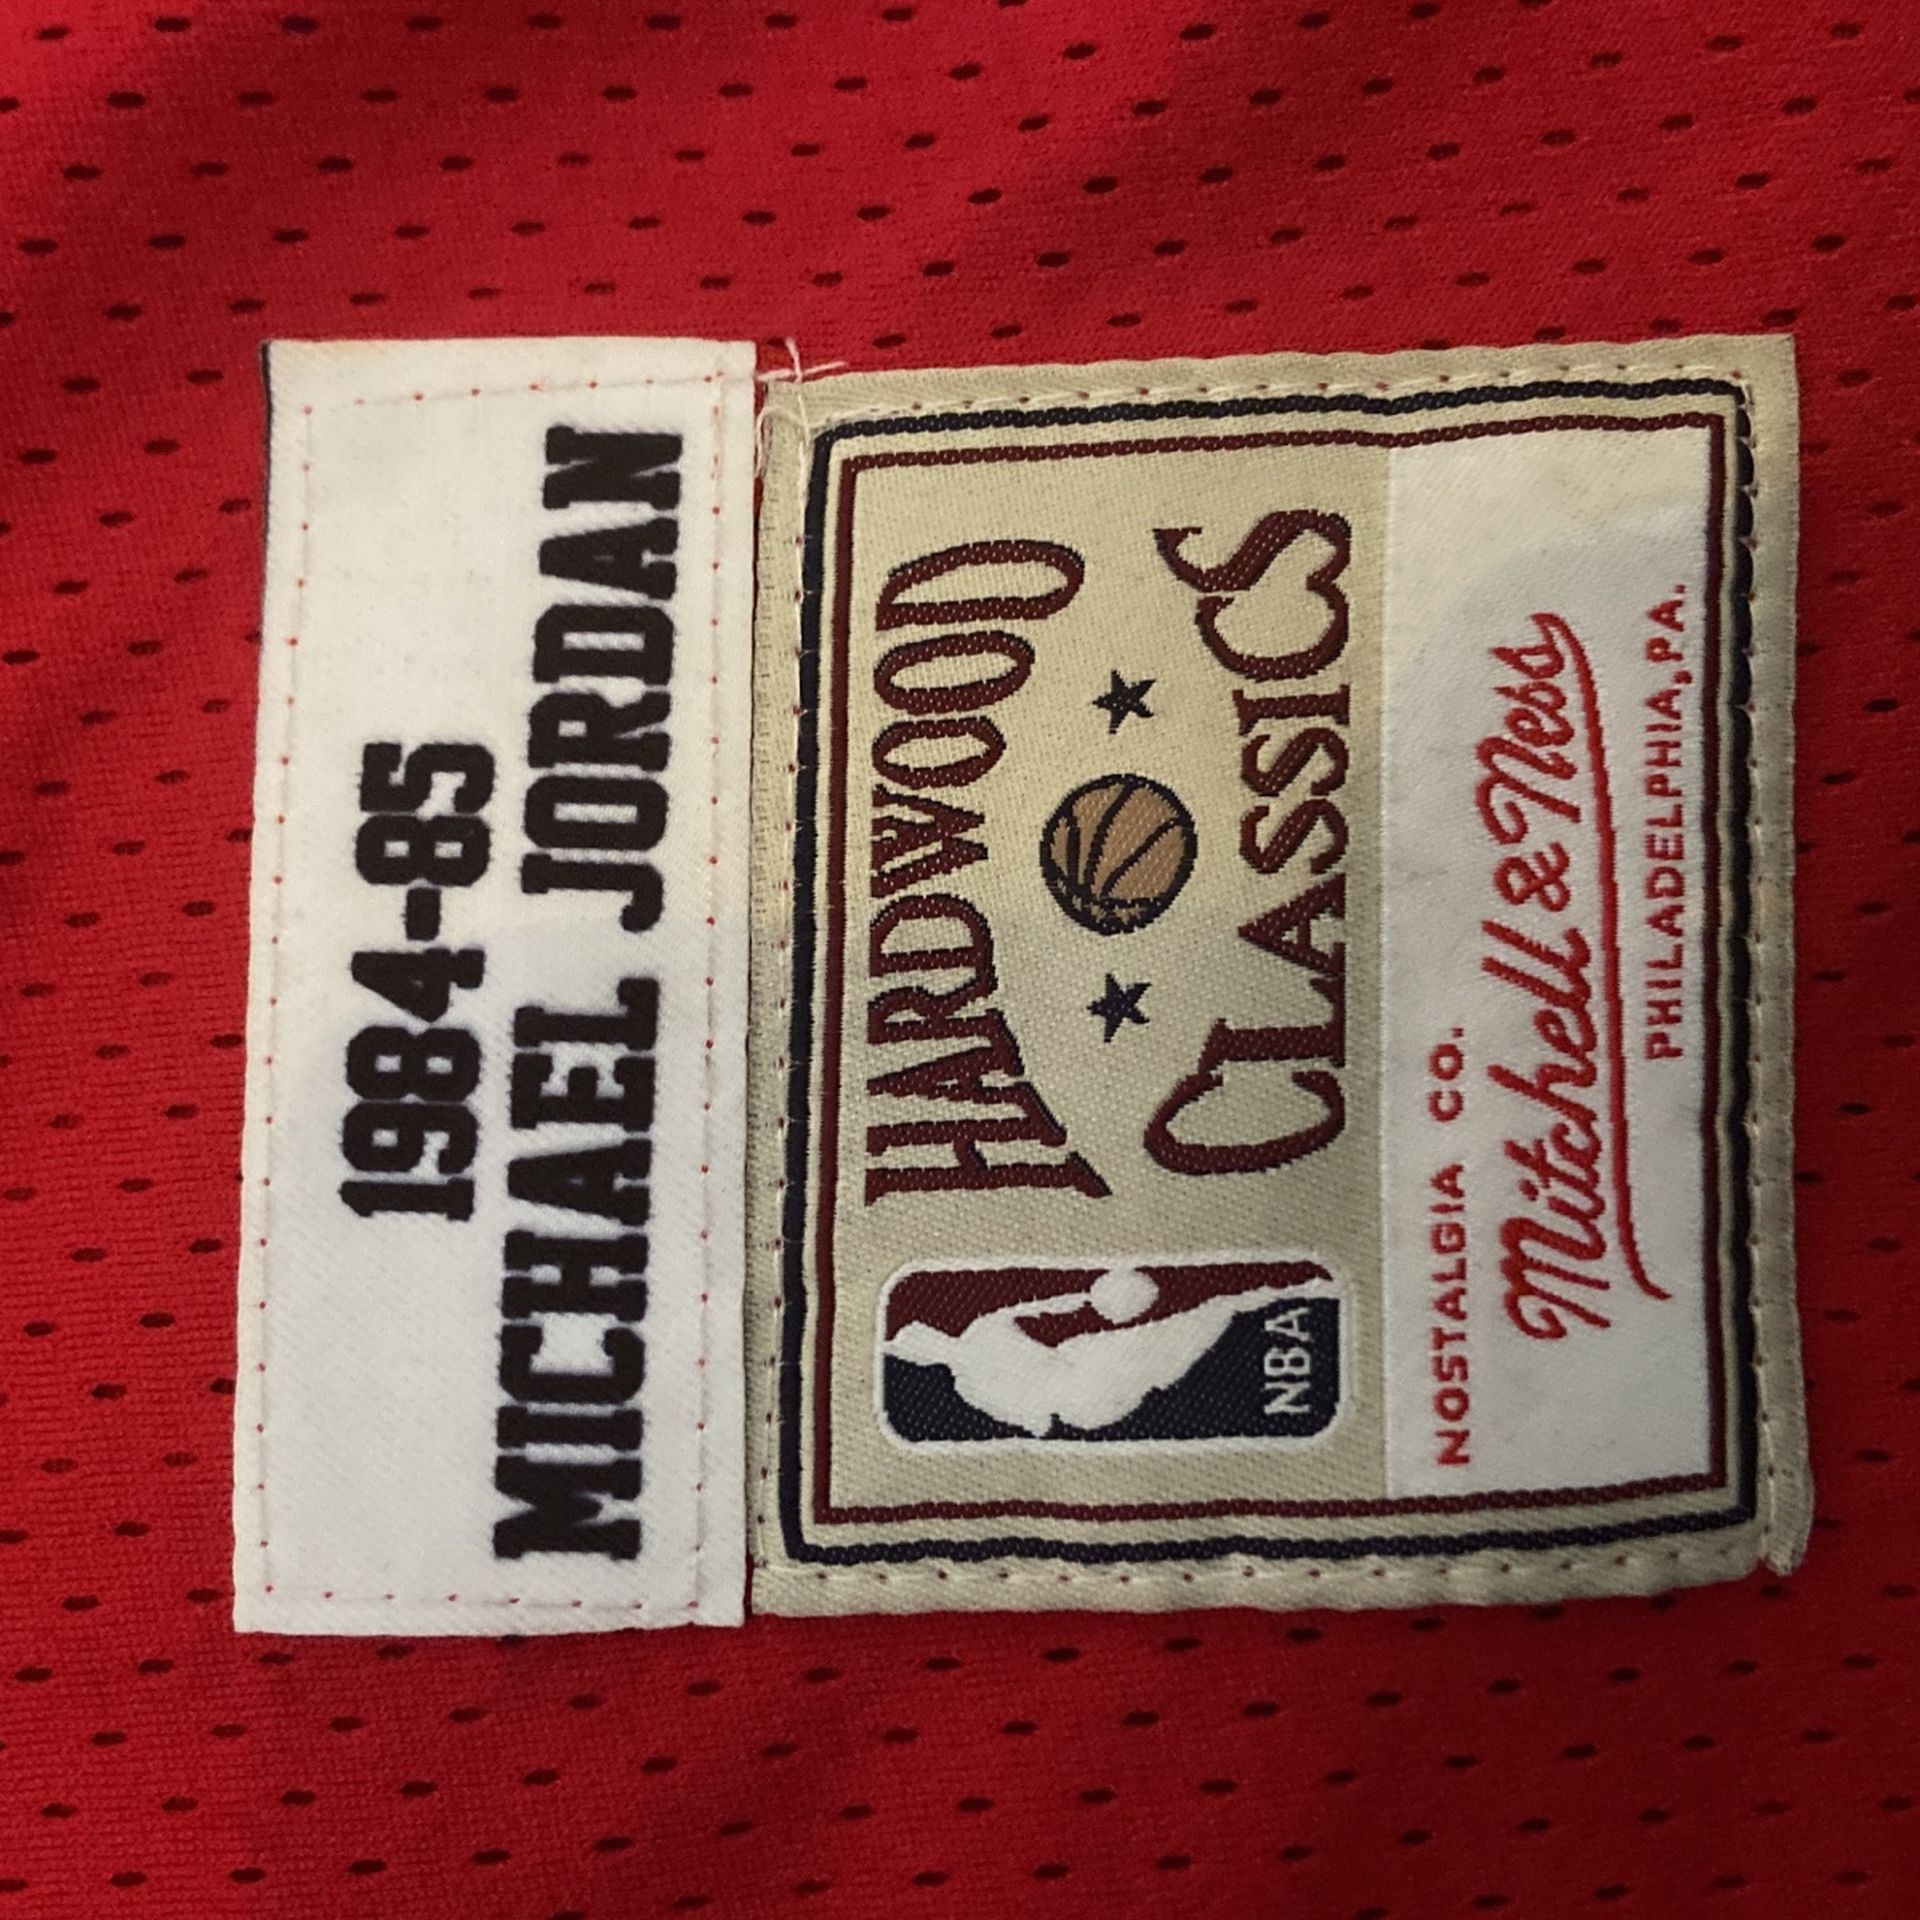 1984-85
MICHAEL JORDAN
HARDWOOD
CLASSICS
NBA
NOSTALGIA CO.
Mitchell & Ness
PHILADELPHIA, PA.